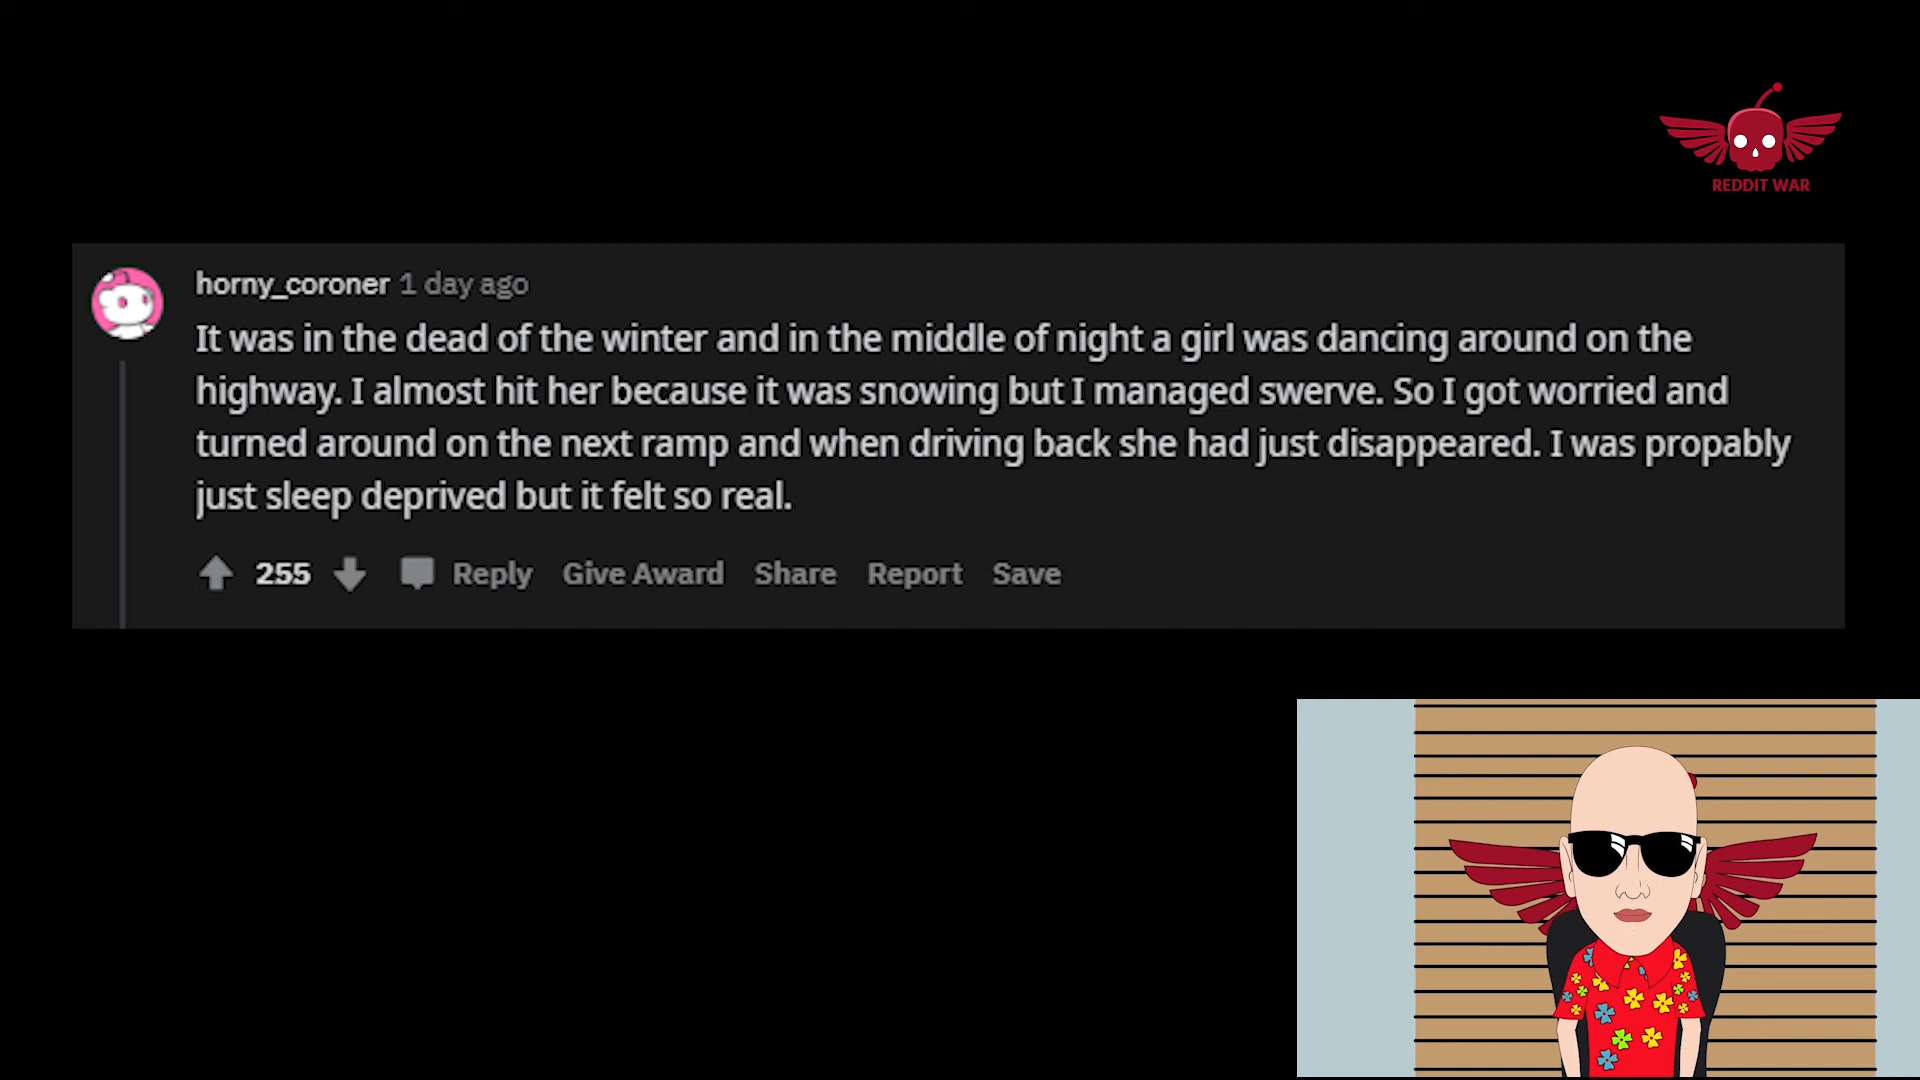 REDDIT WAR
horny_coroner 1 day ago
It was in the dead of the winter and in the middle of night a girl was dancing around on the
highway. I almost hit her because it was snowing but I managed swerve. So I got worried and
turned around on the next ramp and when driving back she had just disappeared. I was propably
just sleep deprived but it felt so real.
255 Reply Give Award Share Report Save